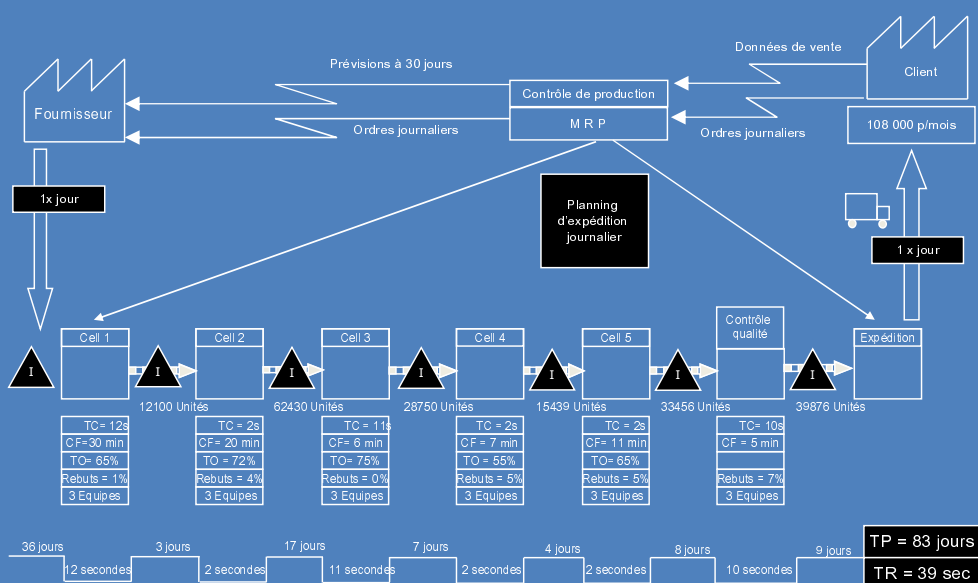 Fournisseur
Prévisions à 30 jours
Ordres journaliers
Contrôle de production
M R P
Données de vente
Ordres journaliers
Client
108 000 p/mois
1x jour
Planning
d'expédition
journalier
1 x jour
Cell 1
Cell 2
Cell 3
Cell 4
Cell 5
Contrôle
qualité
Expédition
I
I
I
I
I
I
I
12100 Unités
62430 Unités
28750 Unités
15439 Unités
33456 Unités
39876 Unités
TC= 12s
CF=30 min
TO= 65%
Rebuts = 1%
3 Equipes
TC = 2s
CF= 20 min
TO = 72%
Rebuts = 4%
3 Equipes
TC = 11s
CF= 6 min
TO = 75%
Rebuts = 0%
3 Equipes
TC = 2s
CF = 7 min
TO = 55%
Rebuts = 5%
3 Equipes
TC = 2s
CF= 11 min
TO= 65%
Rebuts = 5%
3 Equipes
TC= 10s
CF = 5 min
Rebuts = 7%
3 Equipes
36 jours
12 secondes
3 jours
2 secondes
17 jours
11 secondes
7 jours
2 secondes
4 jours
2 secondes
8 jours
10 secondes
9 jours
TP = 83 jours
TR = 39 sec